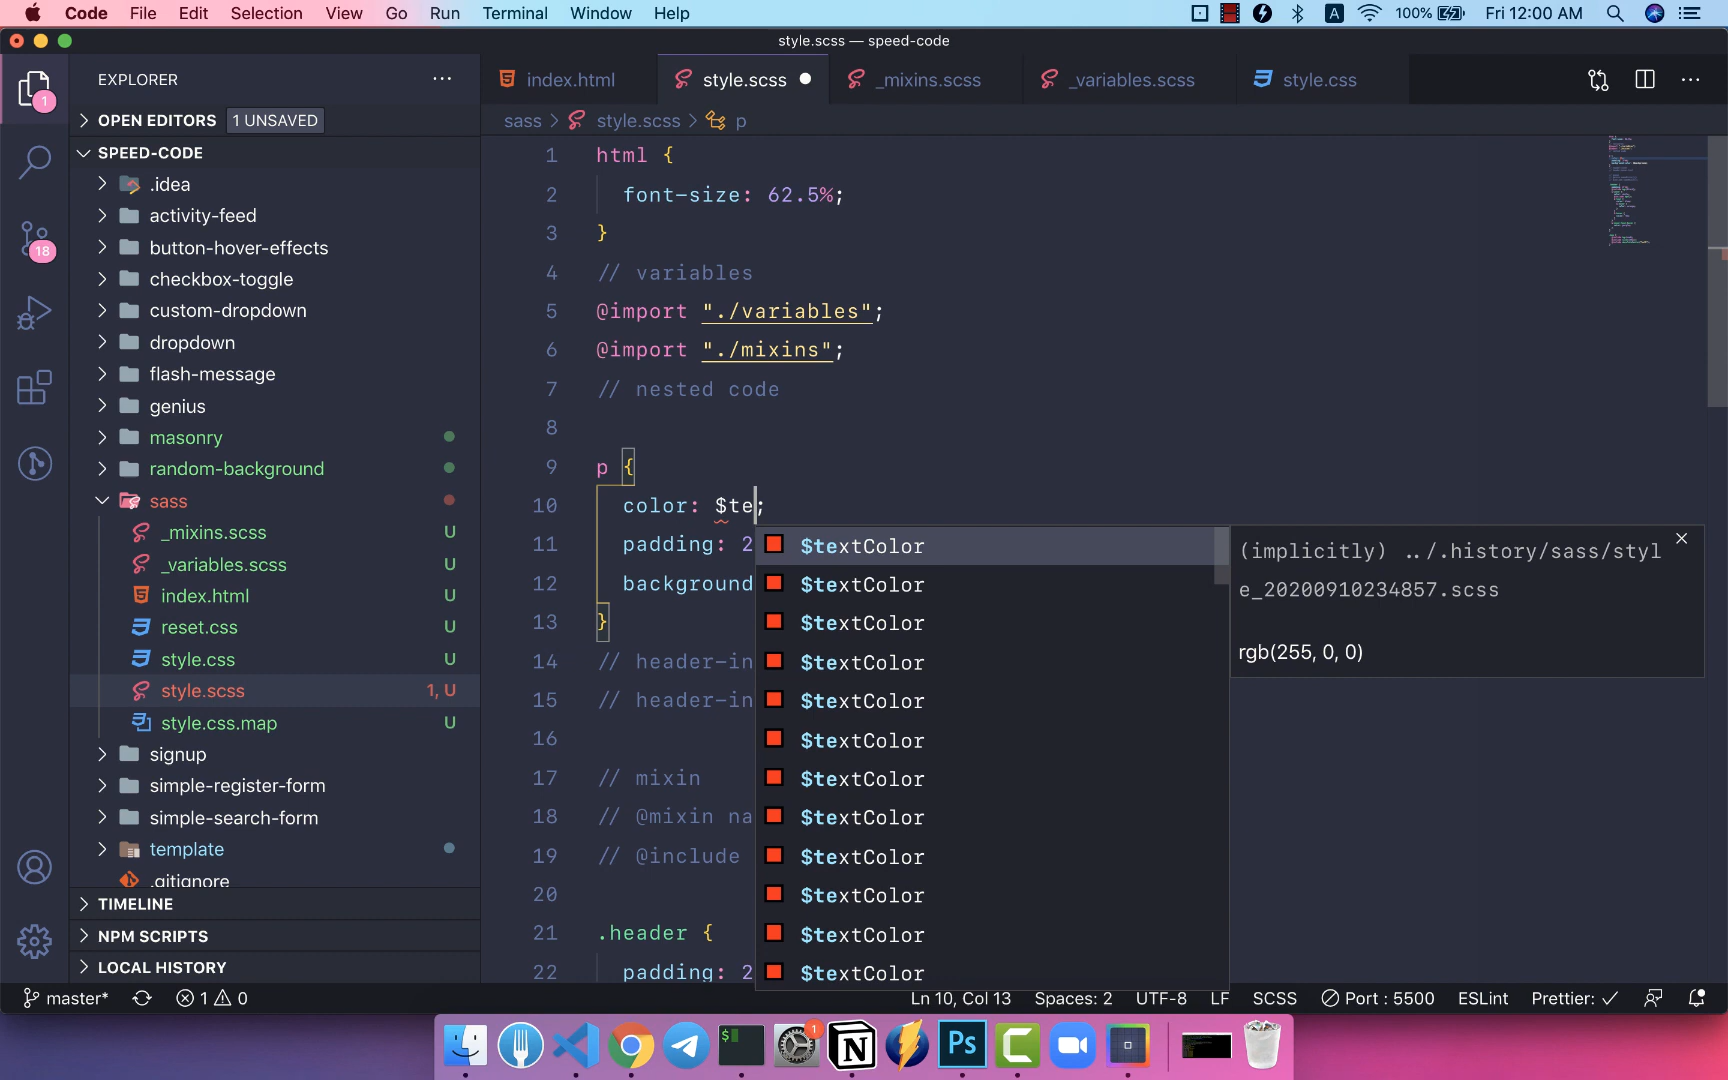 Code File Edit Selection View Go Run Terminal Window Help A 100% Fri 12:00 AM
style.scss — speed-code
EXPLORER ···
index.html style.scss _mixins.scss _variables.scss style.css ···
OPEN EDITORS 1 UNSAVED
sass > style.scss > p
SPEED-CODE
.idea
activity-feed
button-hover-effects
checkbox-toggle
custom-dropdown
dropdown
flash-message
genius
masonry
random-background
sass
_mixins.scss U
_variables.scss U
index.html U
reset.css U
style.css U
style.scss 1, U
style.css.map U
signup
simple-register-form
simple-search-form
template
.gitignore
TIMELINE
NPM SCRIPTS
LOCAL HISTORY
1
18
1 html {
2 font-size: 62.5%;
3 }
4 // variables
5 @import "./variables";
6 @import "./mixins";
7 // nested code
8
9 p {
10 color: $te;
11 padding: 2
12 background
13 }
14 // header-in
15 // header-in
16
17 // mixin
18 // @mixin na
19 // @include
20
21 .header {
22 padding: 2
$textColor
$textColor
$textColor
$textColor
$textColor
$textColor
$textColor
$textColor
$textColor
$textColor
$textColor
$textColor
(implicitly) ../.history/sass/styl
e_20200910234857.scss
rgb(255, 0, 0)
master* 1 0 Ln 10, Col 13 Spaces: 2 UTF-8 LF SCSS Port : 5500 ESLint Prettier: ✓
$ 1 N Ps C